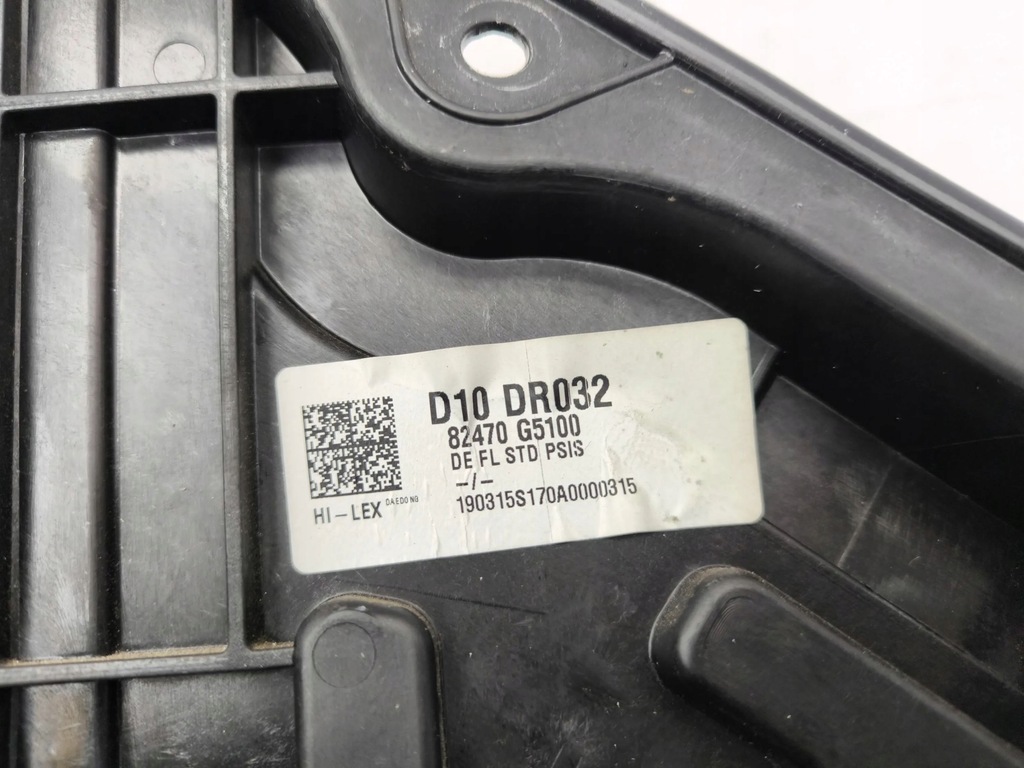 D10 DR032
82470 G5100
DE FL STD PSIS
-/-
190315S170A0000315
HI-LEX DAEDONG